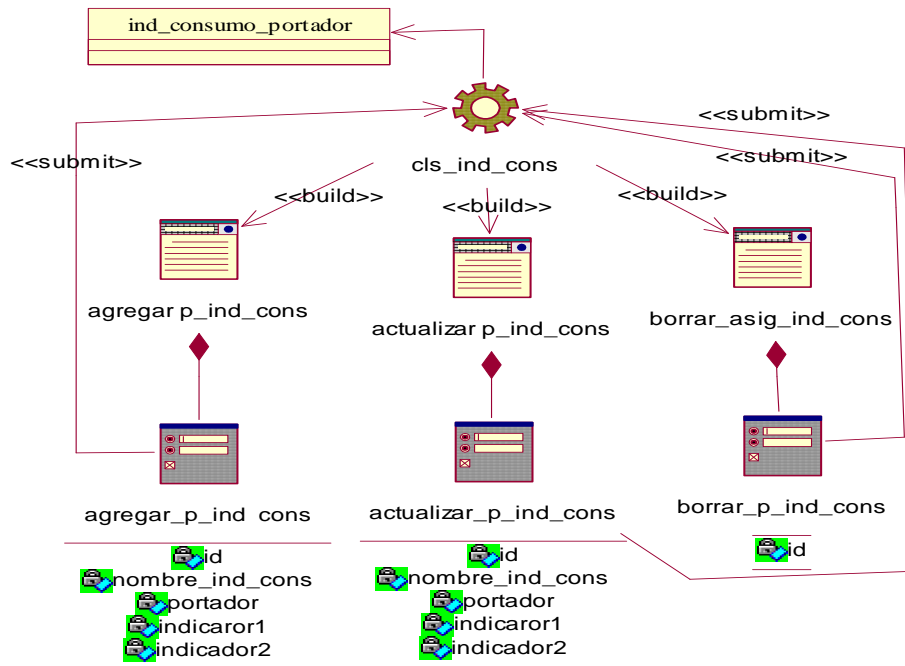 ind_consumo_portador
<<submit>>
<<submit>>
<<submit>>
cls_ind_cons
<<build>>
<<build>>
<<build>>
agregar p_ind_cons
actualizar p_ind_cons
borrar_asig_ind_cons
agregar_p_ind cons
actualizar_p_ind_cons
borrar_p_ind_cons
id
nombre_ind_cons
portador
indicaror1
indicador2
id
nombre_ind_cons
portador
indicaror1
indicador2
id